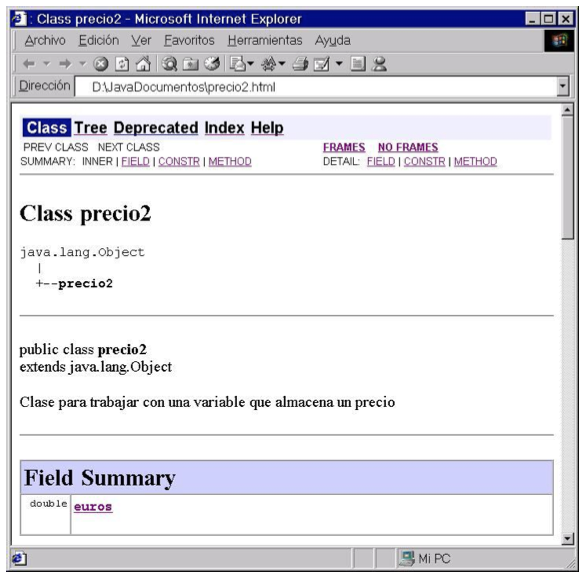 : Class precio2 - Microsoft Internet Explorer
Archivo Edición Ver Favoritos Herramientas Ayuda
Dirección D:\JavaDocumentos\precio2.html
Class Tree Deprecated Index Help
PREV CLASS NEXT CLASS FRAMES NO FRAMES
SUMMARY: INNER | FIELD | CONSTR | METHOD DETAIL: FIELD | CONSTR | METHOD
Class precio2
java.lang.Object
|
+--precio2
public class precio2
extends java.lang.Object
Clase para trabajar con una variable que almacena un precio
Field Summary
double euros
Mi PC